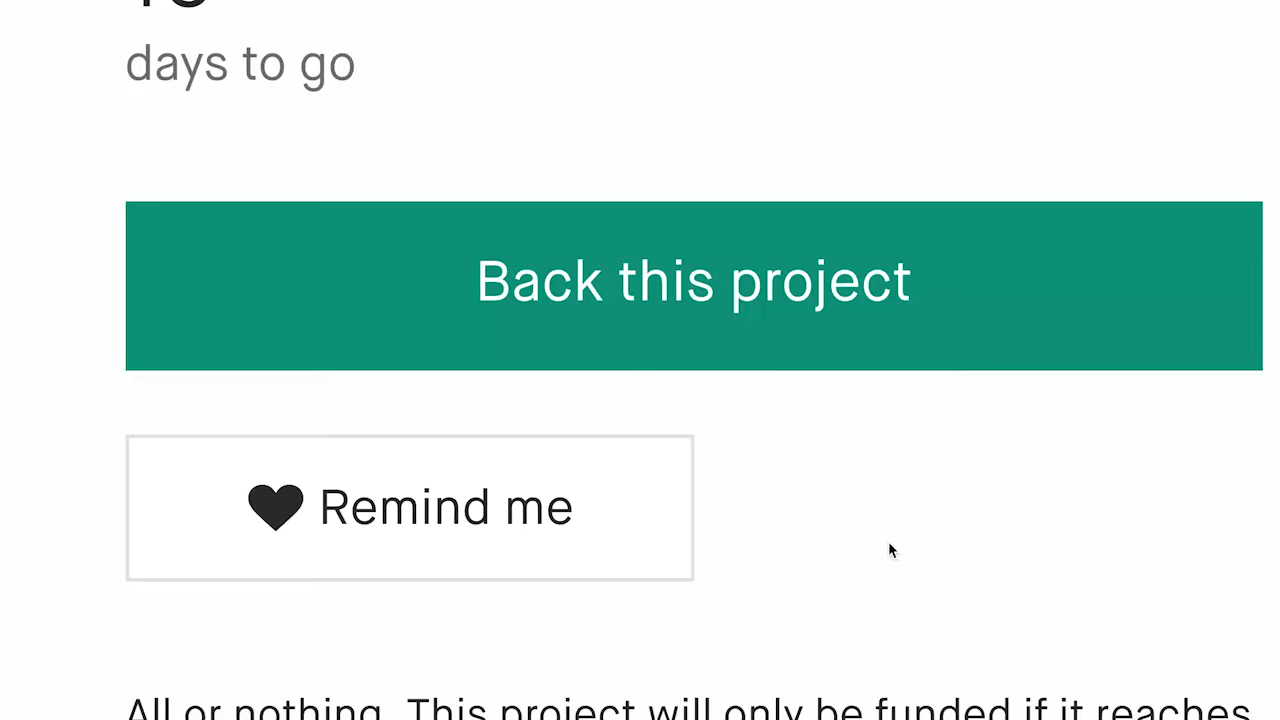 days to go
Back this project
Remind me
All or nothing. This project will only be funded if it reaches